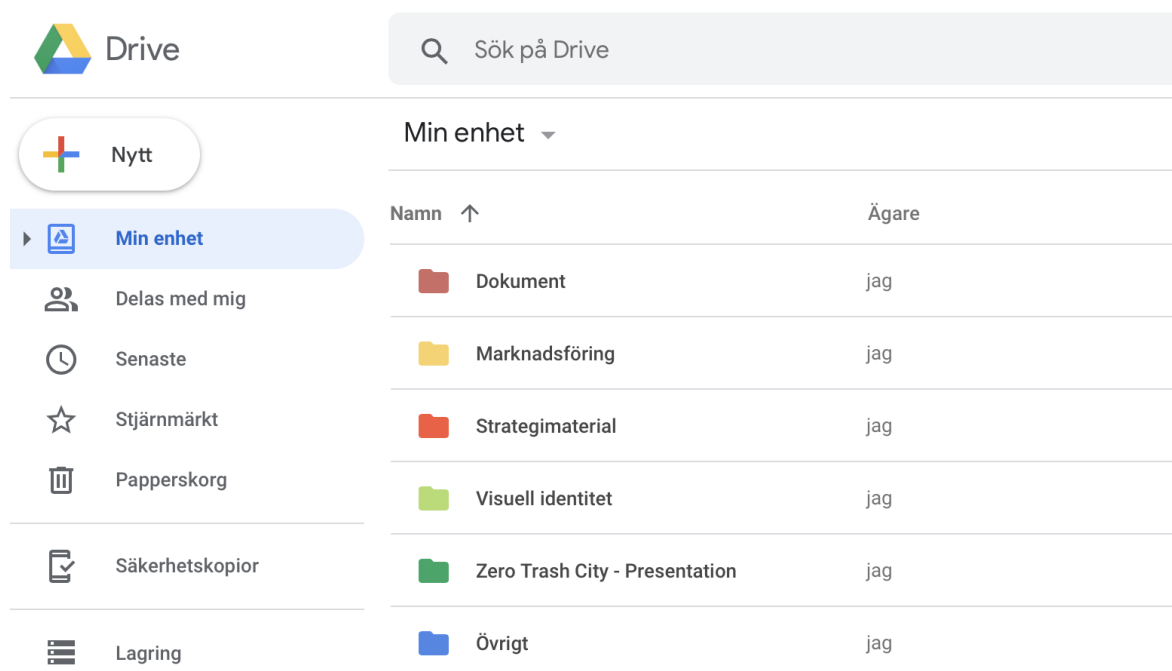 Drive
Sök på Drive
Nytt
Min enhet
Delas med mig
Senaste
Stjärnmärkt
Papperskorg
Säkerhetskopior
Lagring
Min enhet
Namn Ägare
Dokument jag
Marknadsföring jag
Strategimaterial jag
Visuell identitet jag
Zero Trash City - Presentation jag
Övrigt jag